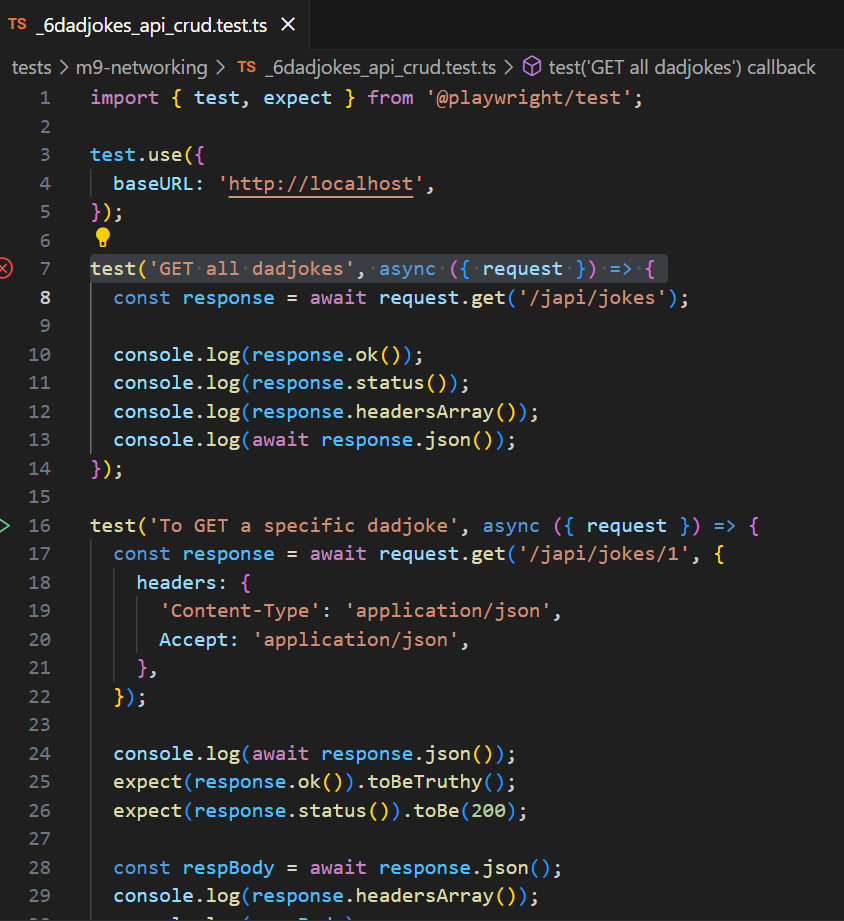 TS _6dadjokes_api_crud.test.ts ×
tests > m9-networking > TS _6dadjokes_api_crud.test.ts > test('GET all dadjokes') callback
1 import { test, expect } from '@playwright/test';
2
3 test.use({
4 baseURL: 'http://localhost',
5 });
6
7 test('GET all dadjokes', async ({ request }) => {
8 const response = await request.get('/japi/jokes');
9
10 console.log(response.ok());
11 console.log(response.status());
12 console.log(response.headersArray());
13 console.log(await response.json());
14 });
15
16 test('To GET a specific dadjoke', async ({ request }) => {
17 const response = await request.get('/japi/jokes/1', {
18 headers: {
19 'Content-Type': 'application/json',
20 Accept: 'application/json',
21 },
22 });
23
24 console.log(await response.json());
25 expect(response.ok()).toBeTruthy();
26 expect(response.status()).toBe(200);
27
28 const respBody = await response.json();
29 console.log(response.headersArray());